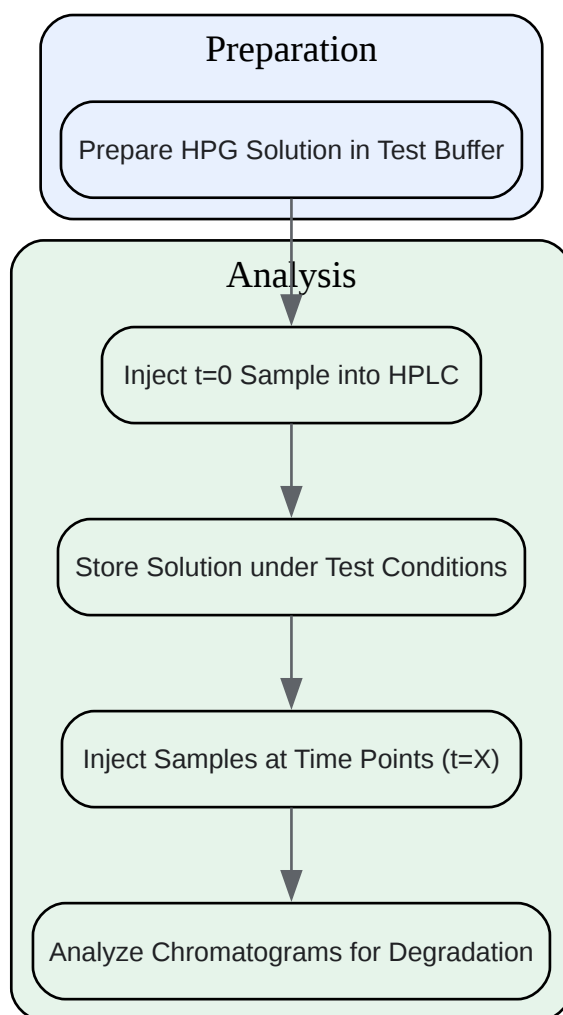 Preparation
Prepare HPG Solution in Test Buffer
Analysis
Inject t=0 Sample into HPLC
Store Solution under Test Conditions
Inject Samples at Time Points (t=X)
Analyze Chromatograms for Degradation